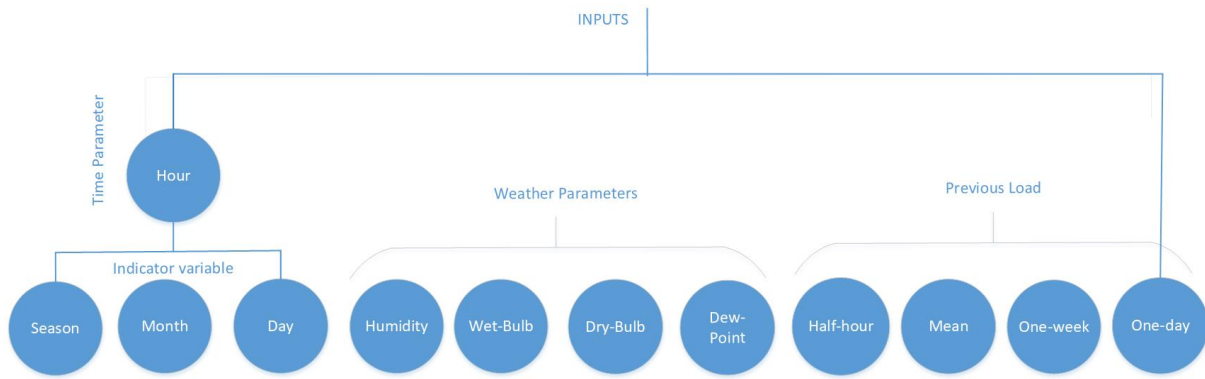 INPUTS
Time Parameter
Hour
Weather Parameters
Previous Load
Indicator variable
Season
Month
Day
Humidity
Wet-Bulb
Dry-Bulb
Dew-
Point
Half-hour
Mean
One-week
One-day